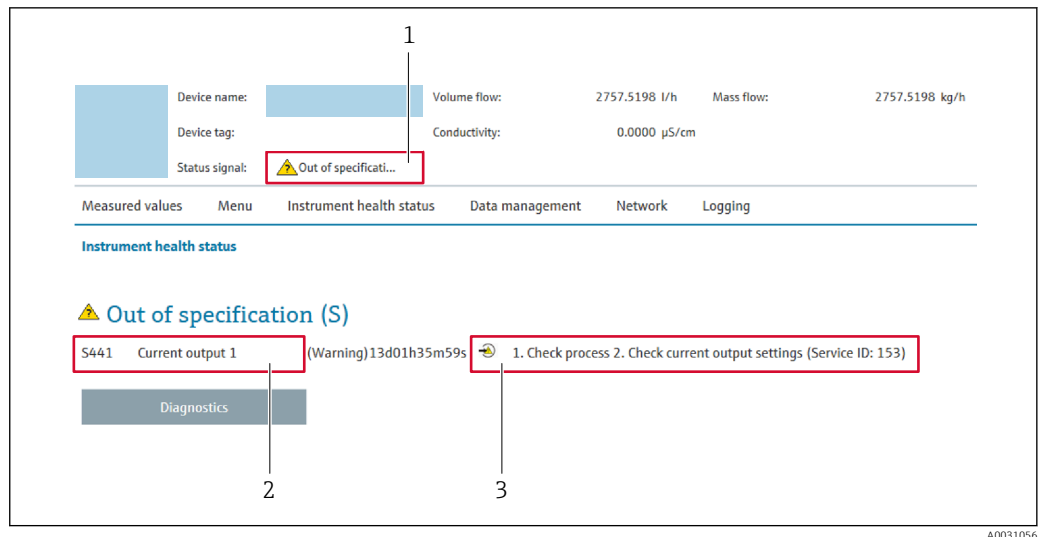 1
Device name: Volume flow: 2757.5198 l/h Mass flow: 2757.5198 kg/h
Device tag: Conductivity: 0.0000 µS/cm
Status signal: Out of specificati...
Measured values Menu Instrument health status Data management Network Logging
Instrument health status
Out of specification (S)
S441 Current output 1 (Warning)13d01h35m59s 1. Check process 2. Check current output settings (Service ID: 153)
Diagnostics
2 3
A0031056